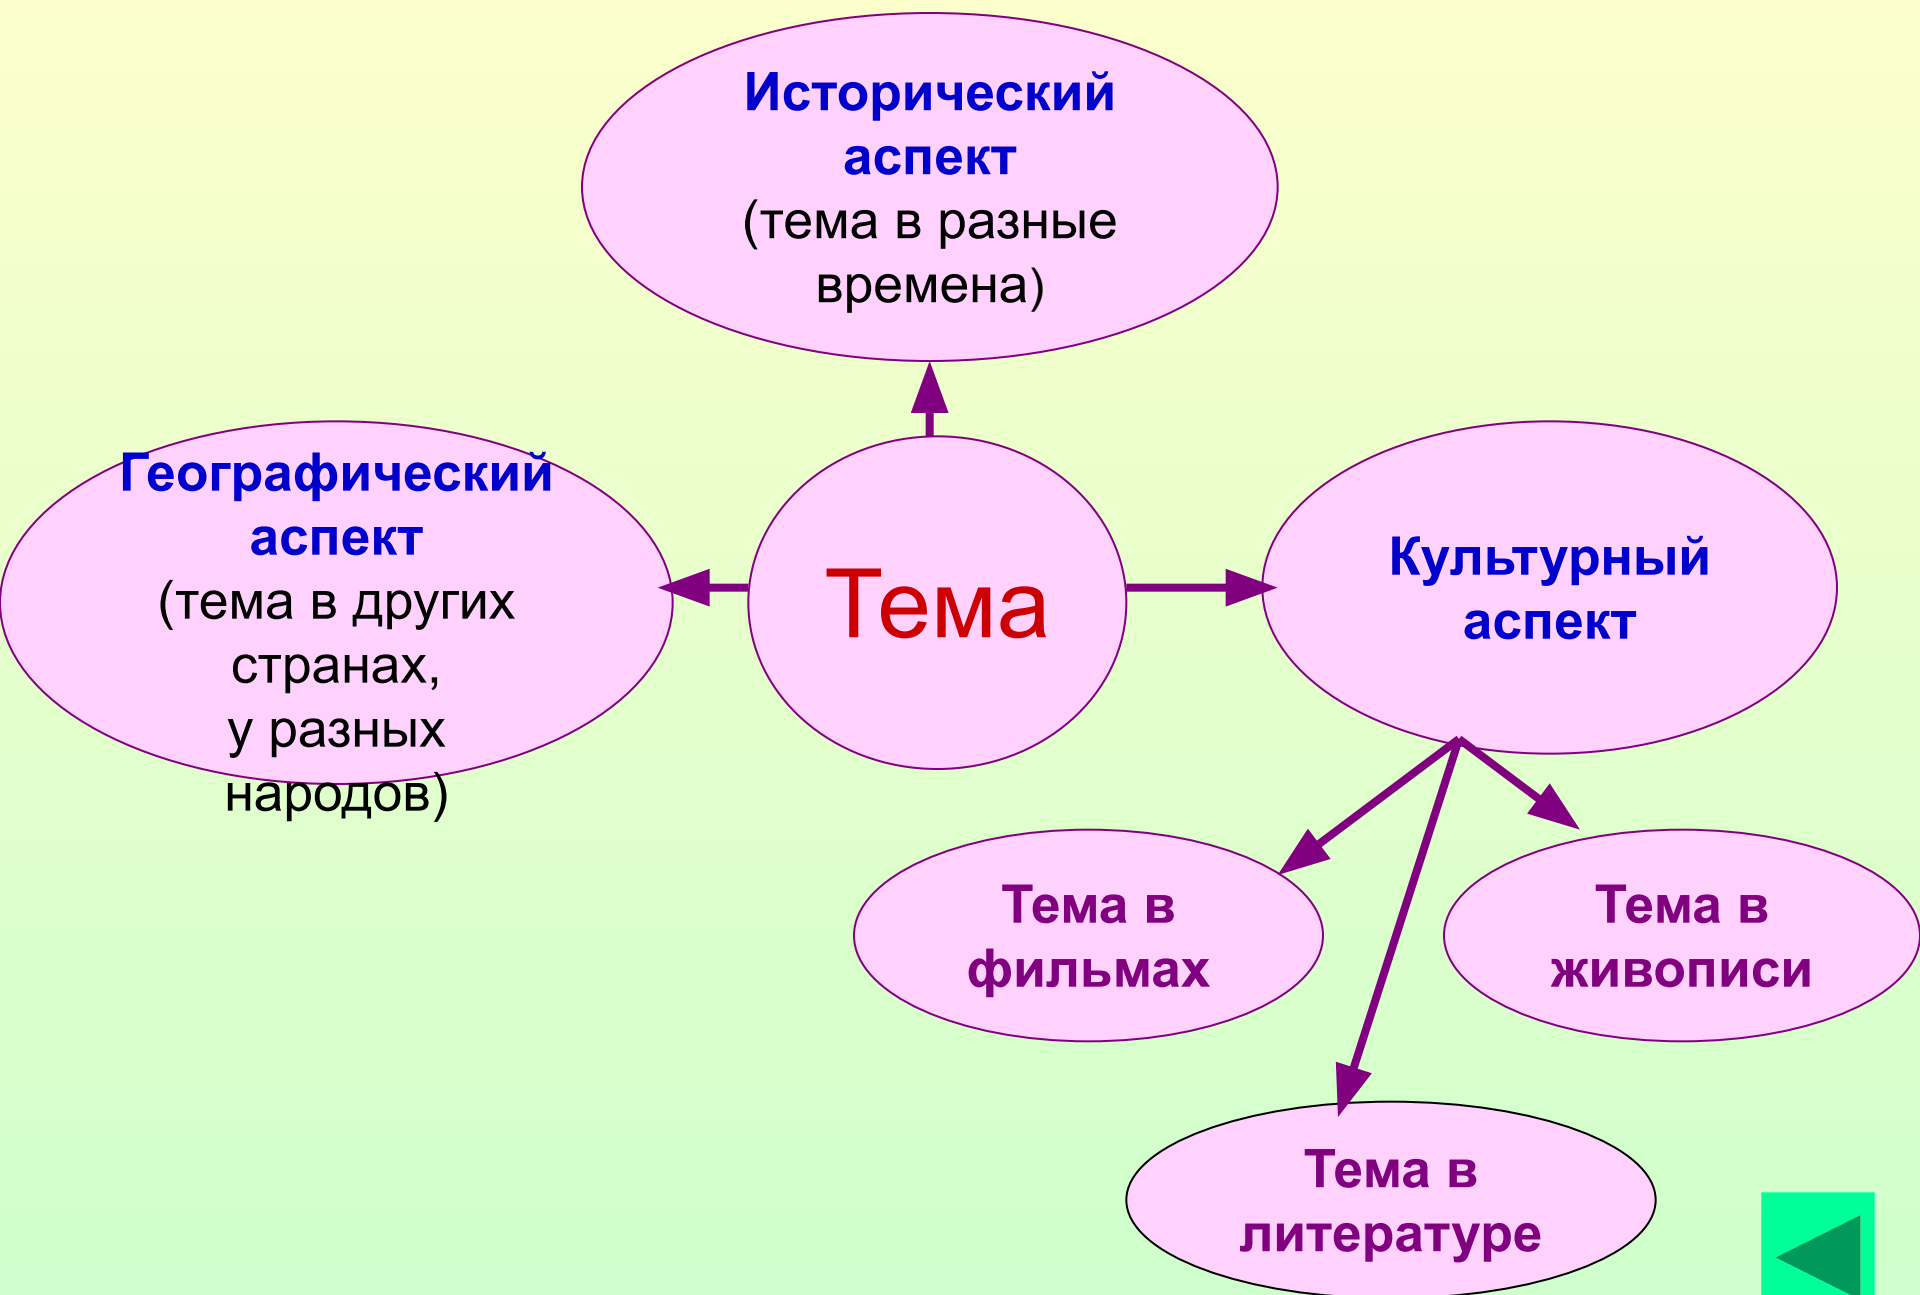 Исторический
аспект
(тема в разные
времена)
Географический
аспект
(тема в других
странах,
у разных
народов)
Тема
Культурный
аспект
Тема в
фильмах
Тема в
живописи
Тема в
литературе